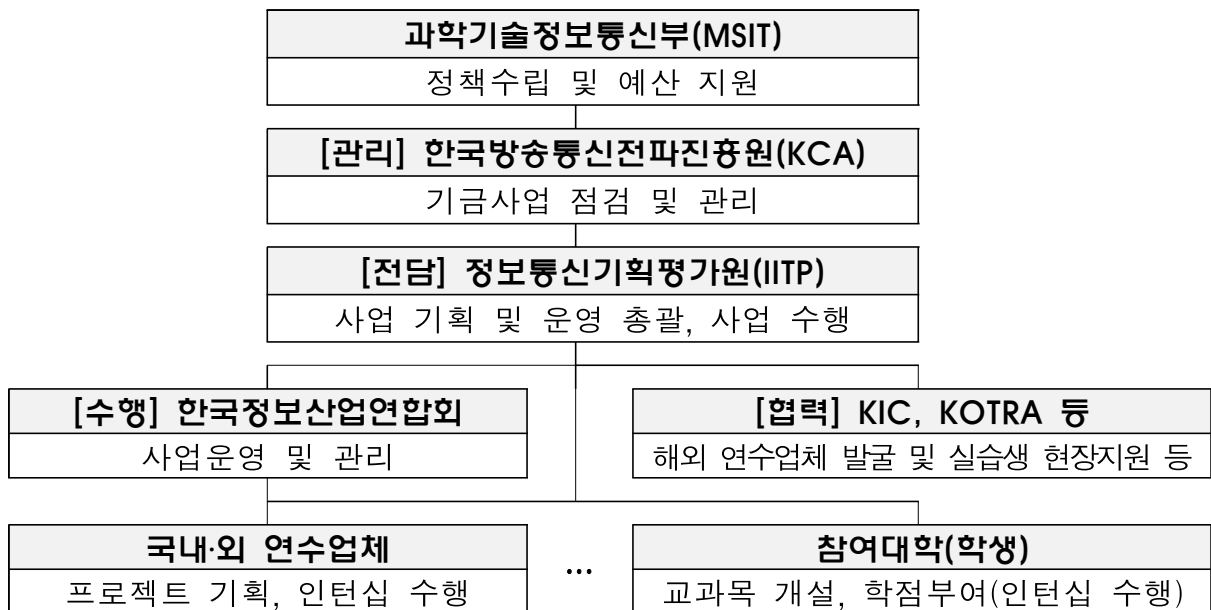 과학기술정보통신부(MSIT)
정책수립 및 예산 지원
[관리] 한국방송통신전파진흥원(KCA)
기금사업 점검 및 관리
[전담] 정보통신기획평가원(IITP)
사업 기획 및 운영 총괄, 사업 수행
[수행] 한국정보산업연합회
사업운영 및 관리
[협력] KIC, KOTRA 등
해외 연수업체 발굴 및 실습생 현장지원 등
국내·외 연수업체
프로젝트 기획, 인턴십 수행
...
참여대학(학생)
교과목 개설, 학점부여(인턴십 수행)